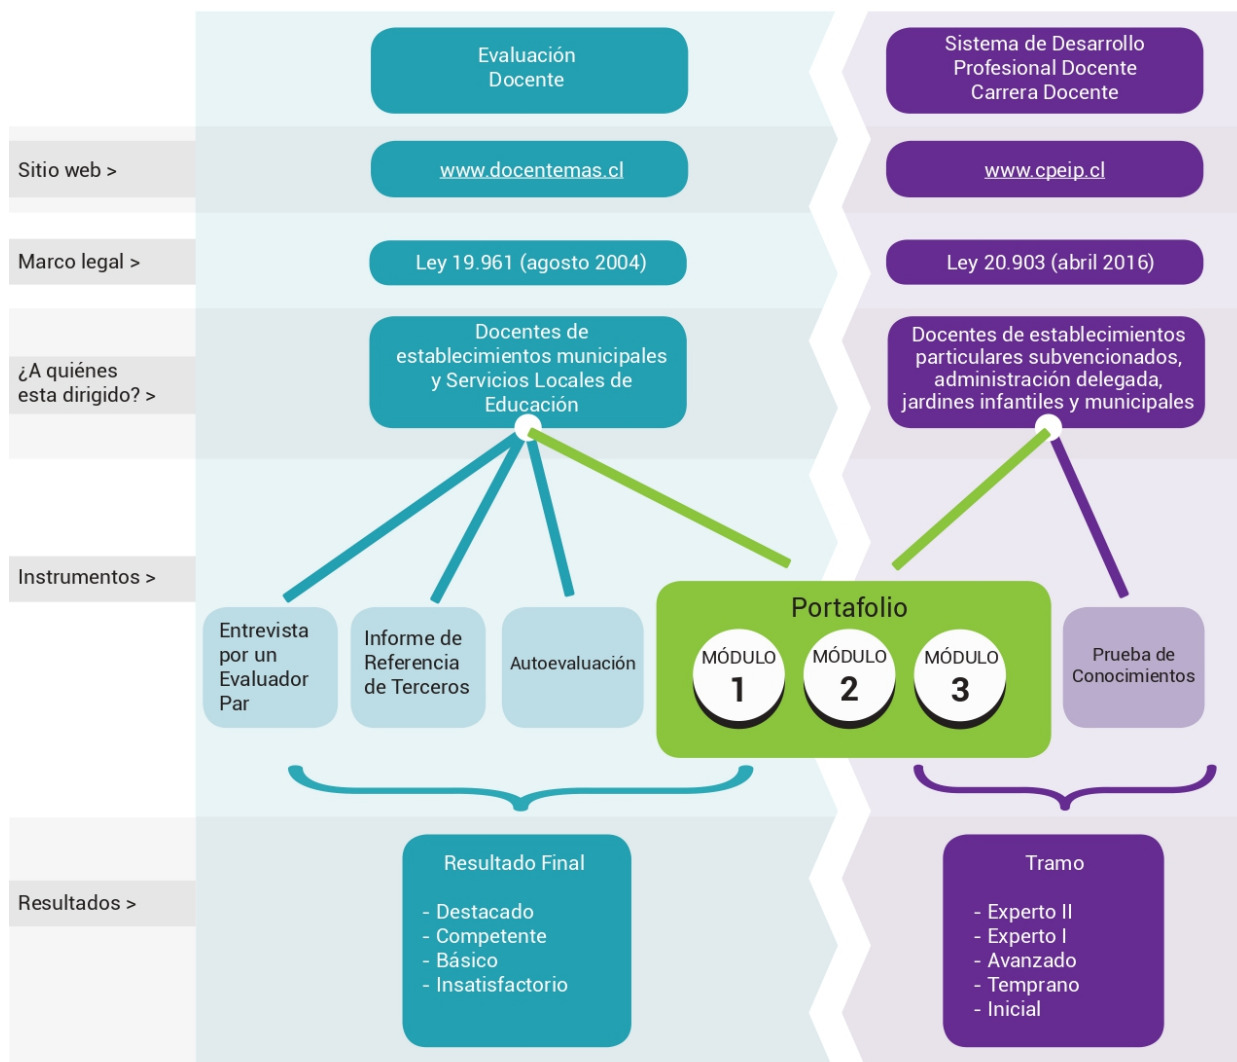 Evaluación
Docente
Sistema de Desarrollo
Profesional Docente
Carrera Docente
Sitio web >
www.docentemas.cl
www.cpeip.cl
Marco legal >
Ley 19.961 (agosto 2004)
Ley 20.903 (abril 2016)
¿A quiénes
esta dirigido? >
Docentes de
establecimientos municipales
y Servicios Locales de
Educación
Docentes de establecimientos
particulares subvencionados,
administración delegada,
jardines infantiles y municipales
Instrumentos >
Entrevista
por un
Evaluador
Par
Informe de
Referencia
de Terceros
Autoevaluación
Portafolio
MÓDULO
1
MÓDULO
2
MÓDULO
3
Prueba de
Conocimientos
Resultados >
Resultado Final
- Destacado
- Competente
- Básico
- Insatisfactorio
Tramo
- Experto II
- Experto I
- Avanzado
- Temprano
- Inicial